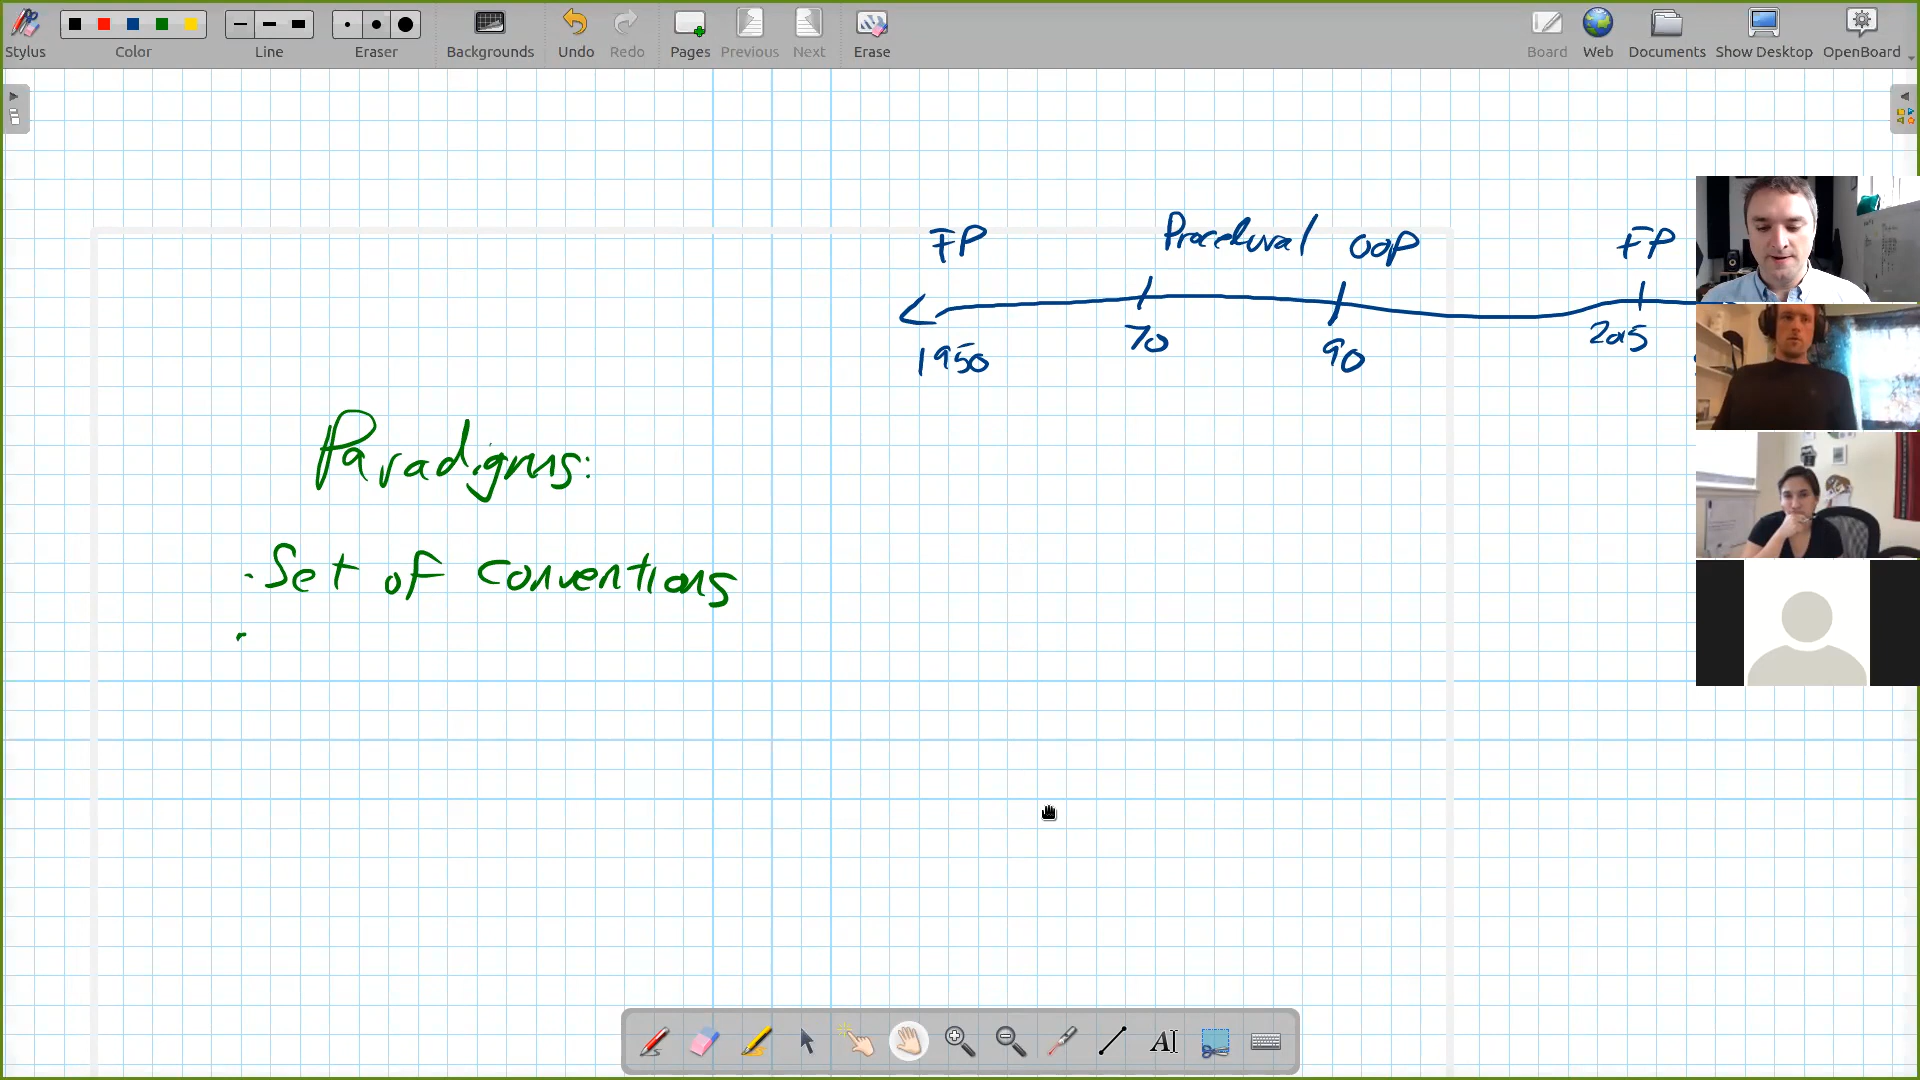 Stylus Color Line Eraser Backgrounds Undo Redo Pages Previous Next Erase Board Web Documents Show Desktop OpenBoard
FP Procedural OOP FP
1950 70 90 2015
Paradigms:
· Set of conventions
·
AI